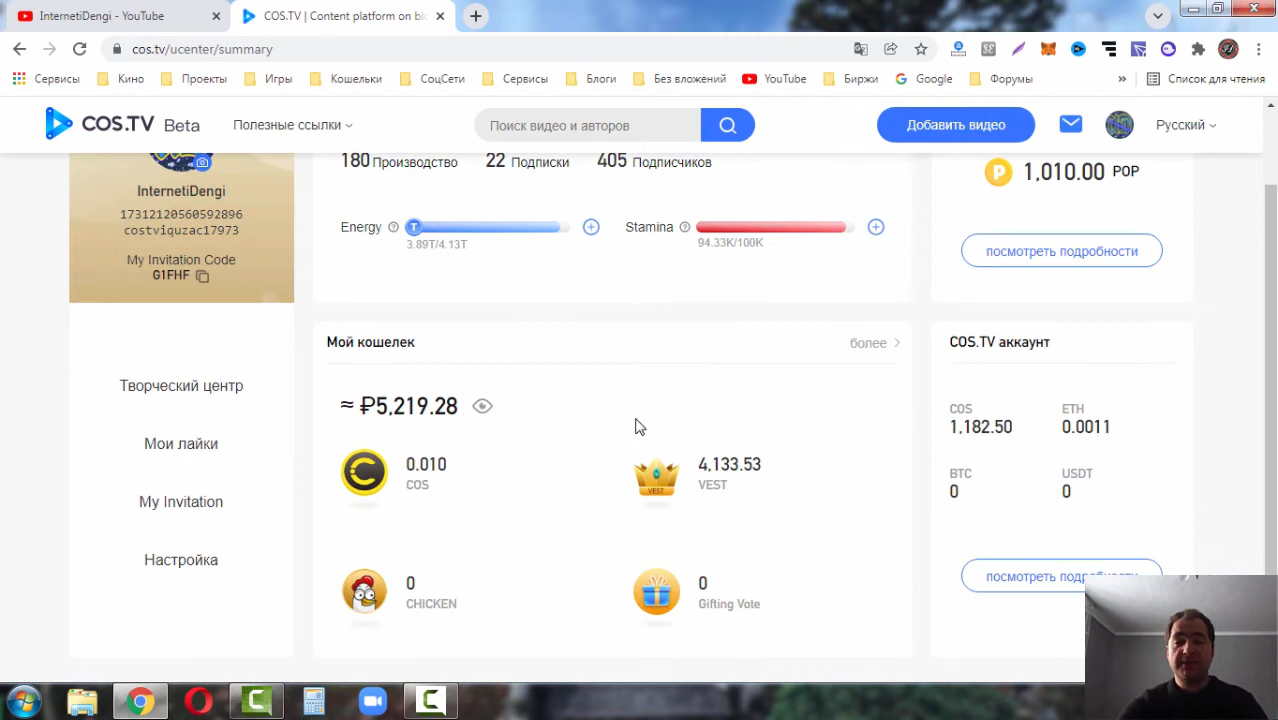 InternetiDengi - YouTube
COS.TV | Content platform on blo
cos.tv/ucenter/summary
Сервисы
Кино
Проекты
Игры
Кошельки
СоцСети
Сервисы
Блоги
Без вложений
YouTube
Биржи
Google
Форумы
»
Список для чтения
COS.TV Beta
Полезные ссылки
Поиск видео и авторов
Добавить видео
Русский
InternetiDengi
17312120560592896
costviquzac17973
My Invitation Code
G1FHF
180 Производство
22 Подписки
405 Подписчиков
Energy
T
3.89T/4.13T
Stamina
94.33K/100K
P
1,010.00 POP
посмотреть подробности
Творческий центр
Мои лайки
My Invitation
Настройка
Мой кошелек
более
≈ ₽5,219.28
0.010
COS
VEST
4,133.53
VEST
0
CHICKEN
0
Gifting Vote
COS.TV аккаунт
COS
1,182.50
ETH
0.0011
BTC
0
USDT
0
посмотреть